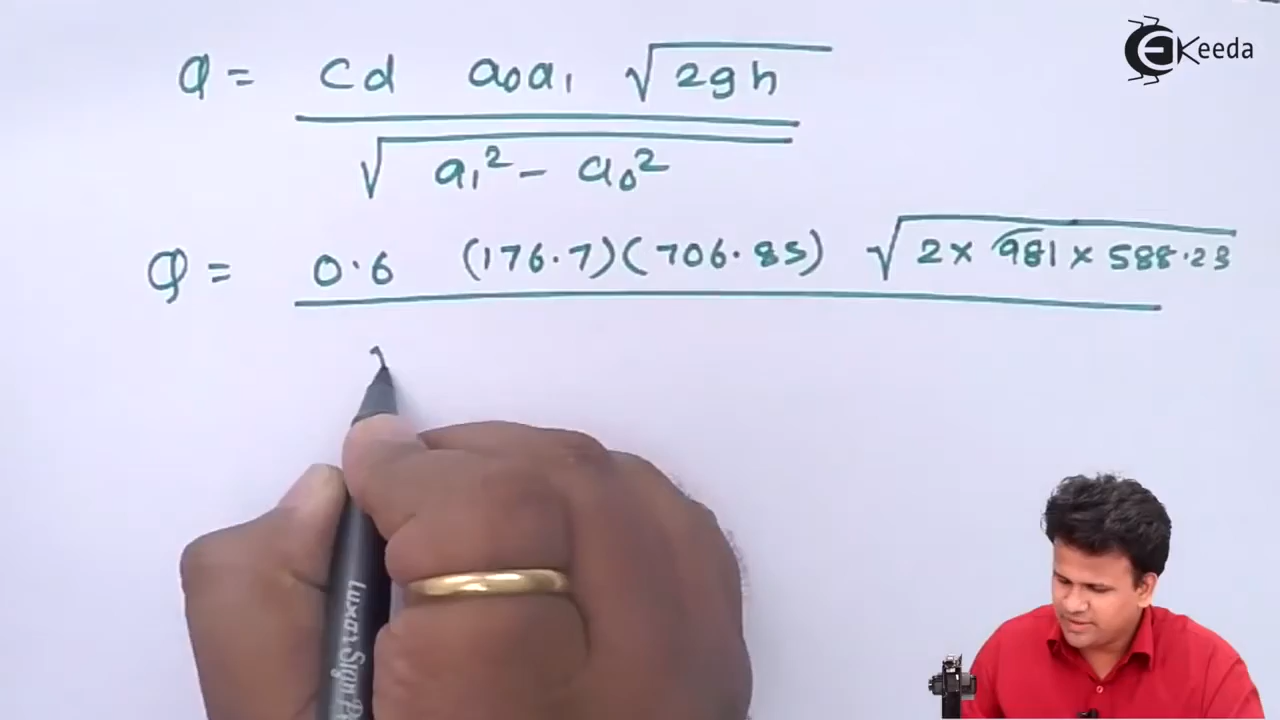 EKeeda
Q = Cd a₀a₁ √2gh
√a₁² - a₀²
Q = 0.6 (176.7)(706.85) √2×981×588.23
Luxor Sign P